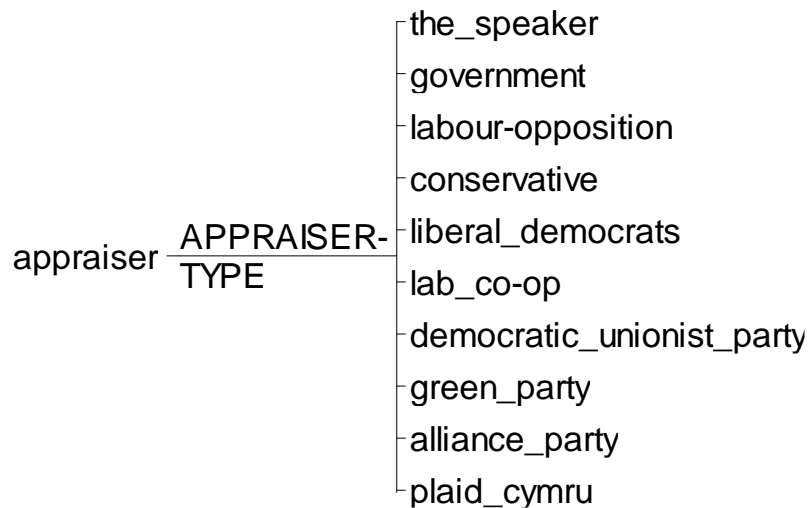 the_speaker
government
labour-opposition
conservative
appraiser
APPRAISER-
TYPE
liberal_democrats
lab_co-op
democratic_unionist_party
green_party
alliance_party
plaid_cymru